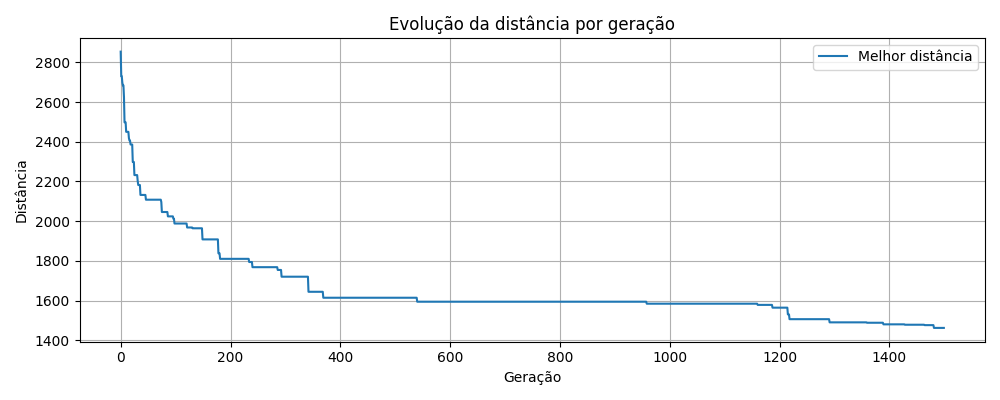 Evolução da distância por geração
Melhor distância
Distância
2800
2600
2400
2200
2000
1800
1600
1400
0 200 400 600 800 1000 1200 1400
Geração